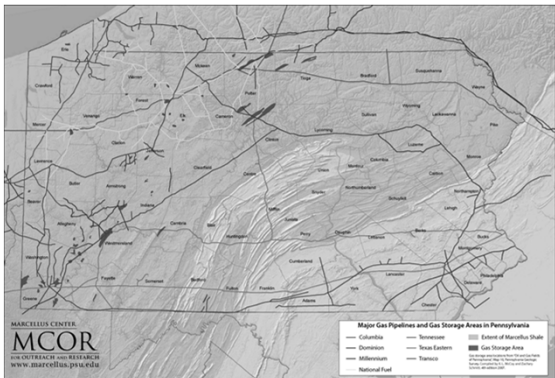 Erie
Crawford
Warren
McKean
Potter
Tioga
Bradford
Susquehanna
Wayne
Forest
Venango
Mercer
Elk
Cameron
Sullivan
Wyoming
Lackawanna
Pike
Clarion
Lycoming
Clinton
Luzerne
Monroe
Lawrence
Butler
Armstrong
Clearfield
Centre
Union
Montour
Columbia
Carbon
Northumberland
Snyder
Northampton
Beaver
Indiana
Schuylkill
Lehigh
Allegheny
Cambria
Blair
Mifflin
Juniata
Perry
Dauphin
Lebanon
Berks
Bucks
Huntingdon
Westmoreland
Montgomery
Washington
Cumberland
Lancaster
Philadelphia
Delaware
Chester
Greene
Fayette
Somerset
Bedford
Fulton
Franklin
Adams
York
MARCELLUS CENTER
MCOR
FOR OUTREACH AND RESEARCH
www.marcellus.psu.edu
Major Gas Pipelines and Gas Storage Areas in Pennsylvania
Columbia
Dominion
Millennium
National Fuel
Tennessee
Texas Eastern
Transco
Extent of Marcellus Shale
Gas Storage Area